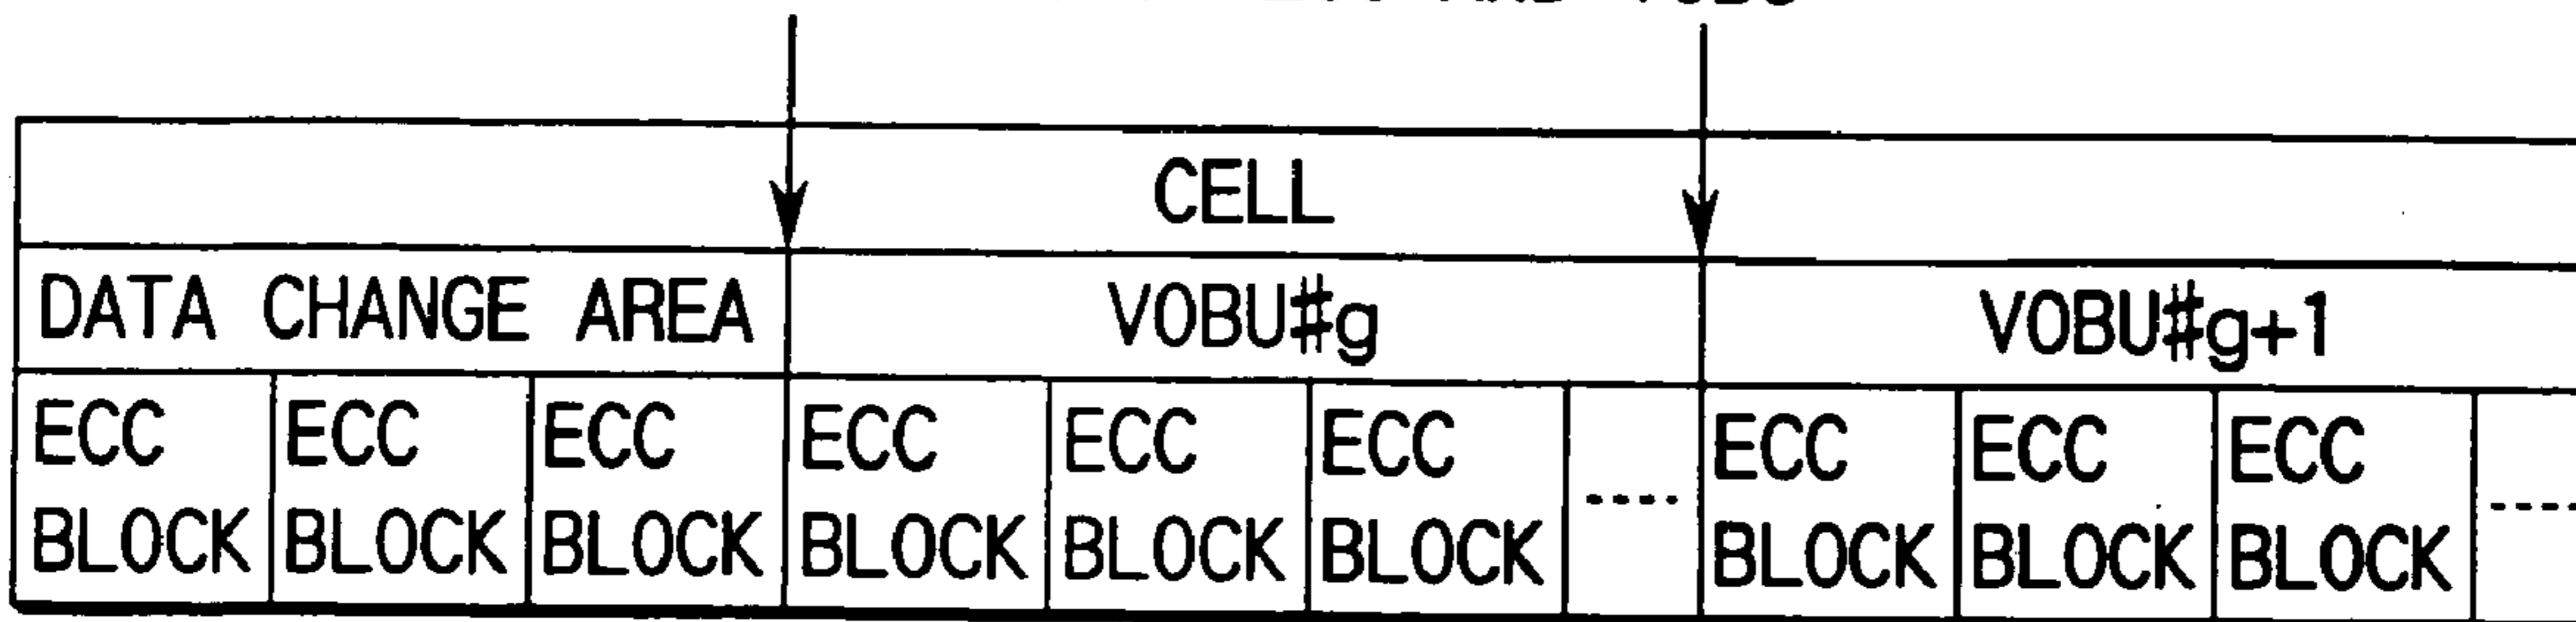 CELL
DATA CHANGE AREA VOBU#g VOBU#g+1
ECC BLOCK ECC BLOCK ECC BLOCK ECC BLOCK ECC BLOCK ECC BLOCK ---- ECC BLOCK ECC BLOCK ECC BLOCK ----